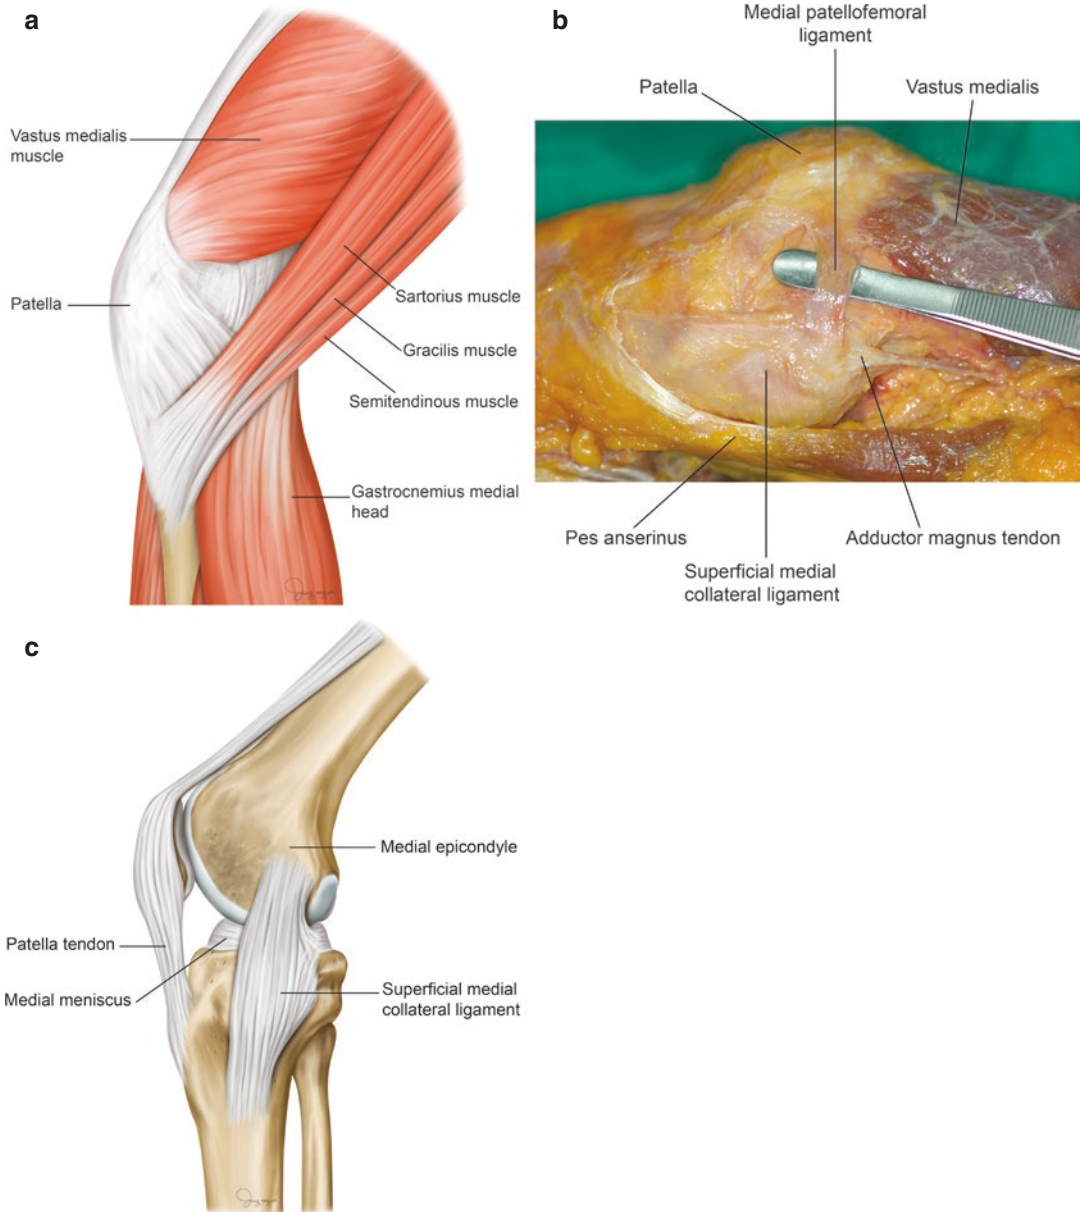 a
Vastus medialis
muscle
Patella
Sartorius muscle
Gracilis muscle
Semitendinous muscle
Gastrocnemius medial
head
b
Medial patellofemoral
ligament
Patella
Vastus medialis
Pes anserinus
Adductor magnus tendon
Superficial medial
collateral ligament
c
Medial epicondyle
Patella tendon
Medial meniscus
Superficial medial
collateral ligament